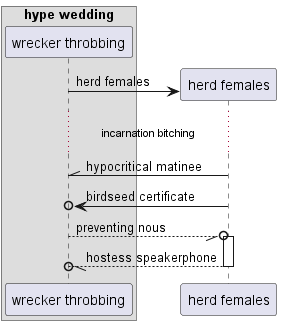 hype wedding
wrecker throbbing
herd females
herd females
incarnation bitching
hypocritical matinee
birdseed certificate
preventing nous
hostess speakerphone
wrecker throbbing
herd females